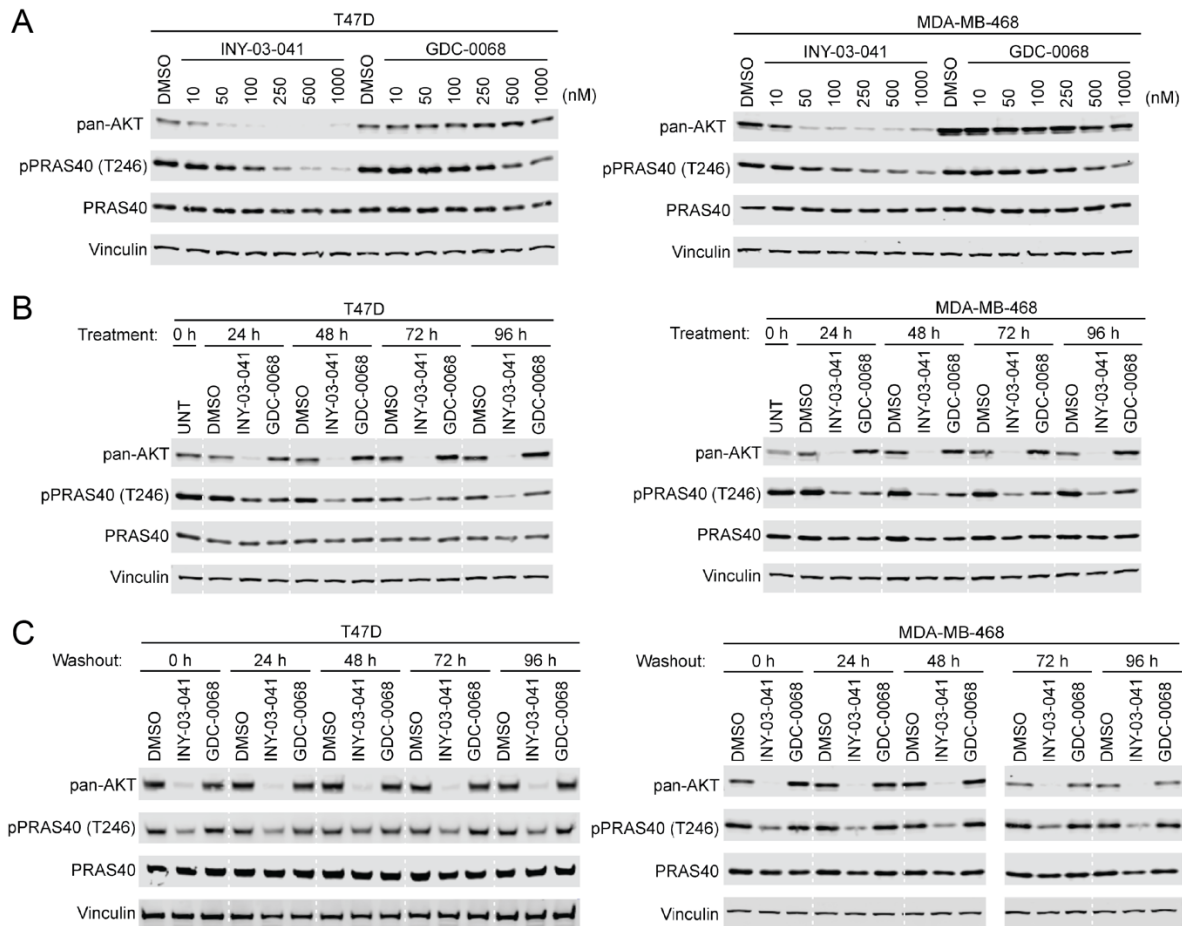 A
T47D
DMSO INY-03-041 GDC-0068
10 50 100 250 500 1000 DMSO 10 50 100 250 500 1000 (nM)
pan-AKT
pPRAS40 (T246)
PRAS40
Vinculin
MDA-MB-468
DMSO INY-03-041 GDC-0068
10 50 100 250 500 1000 DMSO 10 50 100 250 500 1000 (nM)
pan-AKT
pPRAS40 (T246)
PRAS40
Vinculin
B
T47D
Treatment: 0 h 24 h 48 h 72 h 96 h
UNT DMSO INY-03-041 GDC-0068 DMSO INY-03-041 GDC-0068 DMSO INY-03-041 GDC-0068 DMSO INY-03-041 GDC-0068
pan-AKT
pPRAS40 (T246)
PRAS40
Vinculin
MDA-MB-468
Treatment: 0 h 24 h 48 h 72 h 96 h
UNT DMSO INY-03-041 GDC-0068 DMSO INY-03-041 GDC-0068 DMSO INY-03-041 GDC-0068 DMSO INY-03-041 GDC-0068
pan-AKT
pPRAS40 (T246)
PRAS40
Vinculin
C
T47D
Washout: 0 h 24 h 48 h 72 h 96 h
DMSO INY-03-041 GDC-0068 DMSO INY-03-041 GDC-0068 DMSO INY-03-041 GDC-0068 DMSO INY-03-041 GDC-0068 DMSO INY-03-041 GDC-0068
pan-AKT
pPRAS40 (T246)
PRAS40
Vinculin
MDA-MB-468
Washout: 0 h 24 h 48 h 72 h 96 h
DMSO INY-03-041 GDC-0068 DMSO INY-03-041 GDC-0068 DMSO INY-03-041 GDC-0068 DMSO INY-03-041 GDC-0068 DMSO INY-03-041 GDC-0068
pan-AKT
pPRAS40 (T246)
PRAS40
Vinculin